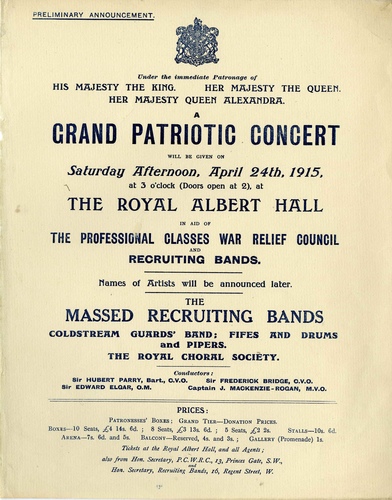 PRELIMINARY ANNOUNCEMENT.
Under the immediate Patronage of
HIS MAJESTY THE KING. HER MAJESTY THE QUEEN.
HER MAJESTY QUEEN ALEXANDRA.
A
GRAND PATRIOTIC CONCERT
WILL BE GIVEN ON
Saturday Afternoon, April 24th, 1915,
at 3 o'clock (Doors open at 2), at
THE ROYAL ALBERT HALL
IN AID OF
THE PROFESSIONAL CLASSES WAR RELIEF COUNCIL
AND
RECRUITING BANDS.
Names of Artists will be announced later.
THE
MASSED RECRUITING BANDS
COLDSTREAM GUARDS' BAND; FIFES AND DRUMS
and PIPERS.
THE ROYAL CHORAL SOCIETY.
Conductors:
Sir HUBERT PARRY, Bart., C.V.O. Sir FREDERICK BRIDGE, C.V.O.
Sir EDWARD ELGAR, O.M. Captain J. MACKENZIE-ROGAN, M.V.O.
PRICES:
PATRONESSES' BOXES; GRAND TIER—DONATION PRICES.
BOXES—10 Seats, £4 14s. 6d.; 8 Seats, £3 13s. 6d.; 5 Seats, £2 2s. STALLS—10s. 6d.
ARENA—7s. 6d. and 5s. BALCONY—Reserved, 4s. and 3s.; GALLERY (Promenade) 1s.
Tickets at the Royal Albert Hall, and all Agents;
also from Hon. Secretary, P.C.W.R.C., 13, Princes Gate, S.W.,
and
Hon. Secretary, Recruiting Bands, 16, Regent Street, W.